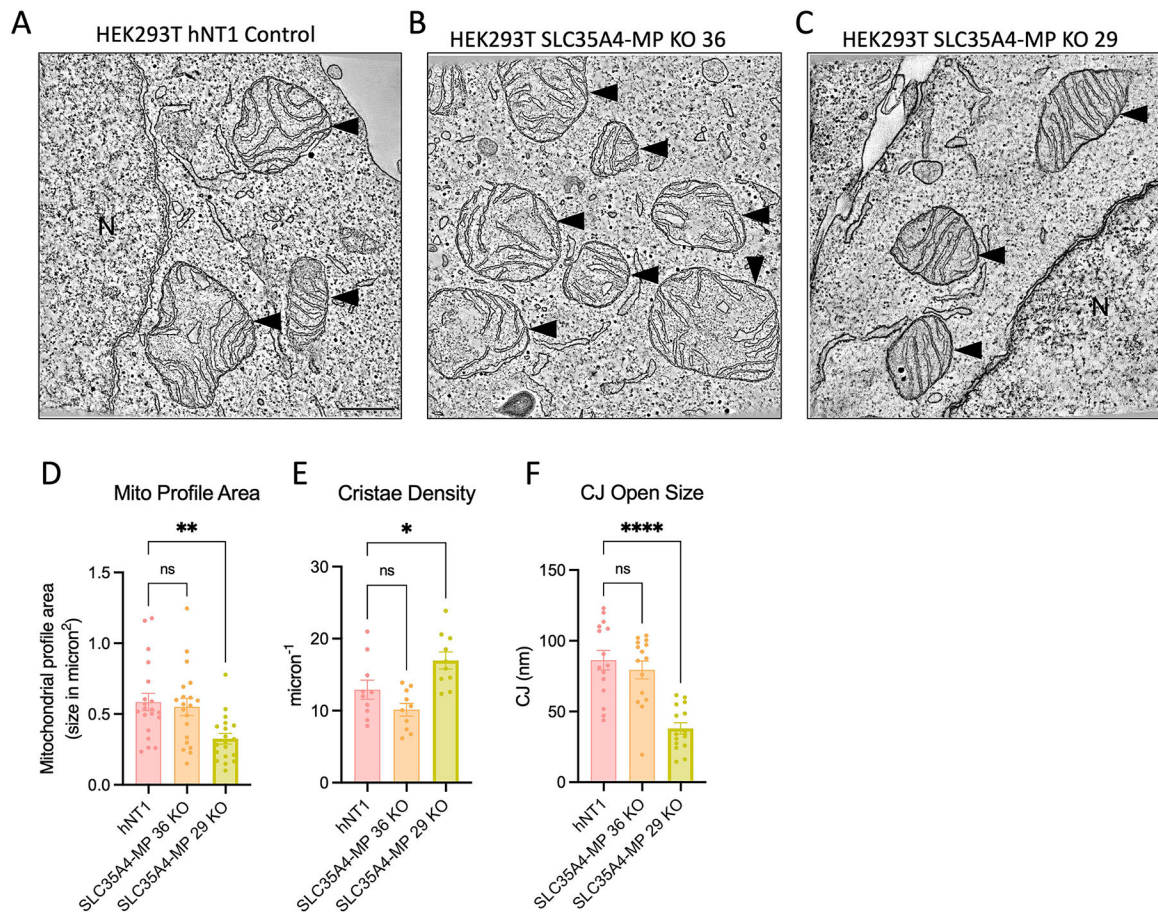 A
HEK293T hNT1 Control
B
HEK293T SLC35A4-MP KO 36
C
HEK293T SLC35A4-MP KO 29
N
N
D
Mito Profile Area
**
ns
Mitochondrial profile area
(size in micron²)
1.5
1.0
0.5
0.0
hNT1
SLC35A4-MP 36 KO
SLC35A4-MP 29 KO
E
Cristae Density
*
ns
micron⁻¹
30
20
10
0
hNT1
SLC35A4-MP 36 KO
SLC35A4-MP 29 KO
F
CJ Open Size
****
ns
CJ (nm)
150
100
50
0
hNT1
SLC35A4-MP 36 KO
SLC35A4-MP 29 KO